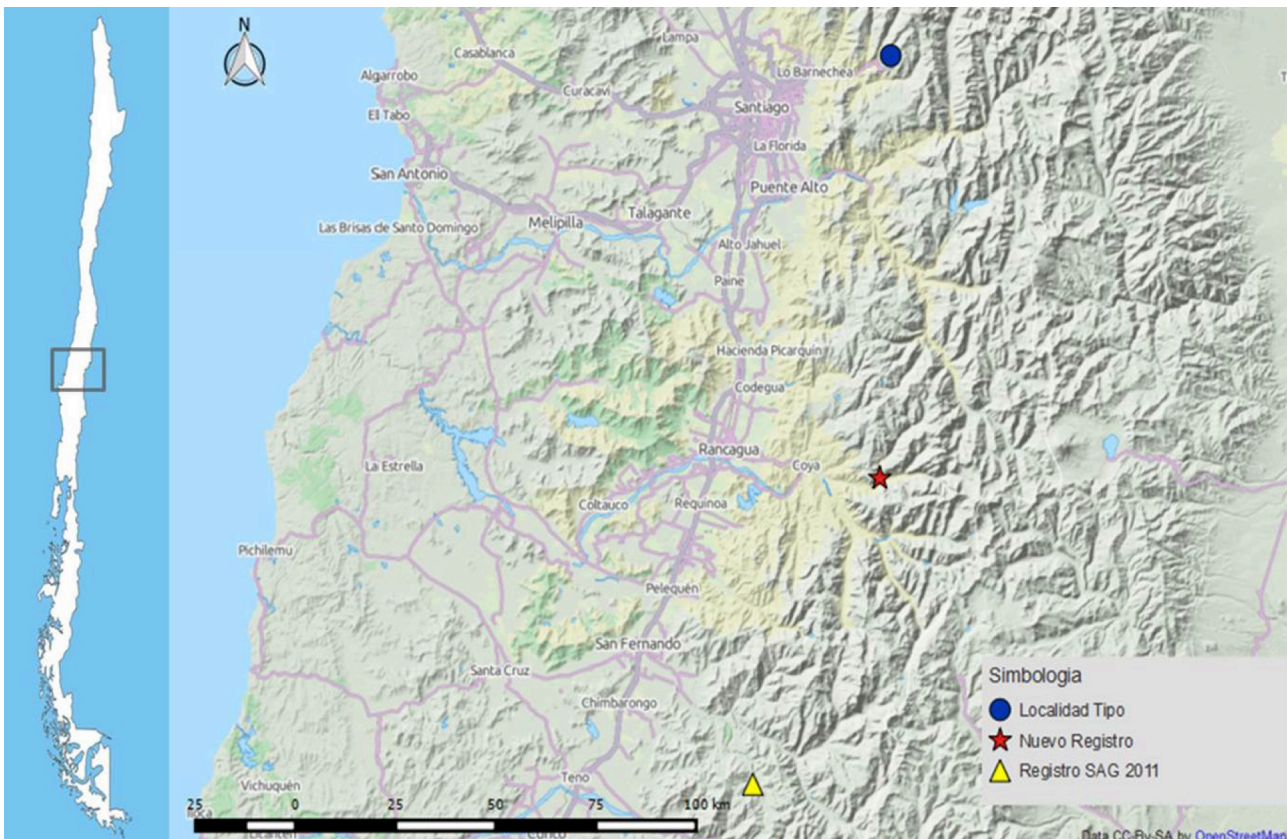 N
Lampa
Casablanca
Lo Barnechea
Algarrobo
Curacaví
Santiago
El Tabo
La Florida
San Antonio
Puente Alto
Talagante
Melipilla
Las Brisas de Santo Domingo
Alto Jahuel
Paine
Hacienda Picarquín
Codegua
Rancagua
La Estrella
Coya
Coltauco
Requinoa
Pichilemu
Pelequén
San Fernando
Santa Cruz
Chimbarongo
Teno
Vichuquén
Simbologia
Localidad Tipo
Nuevo Registro
Registro SAG 2011
25 0 25 50 75 100 km
Data CC-By-SA by OpenStreetMap